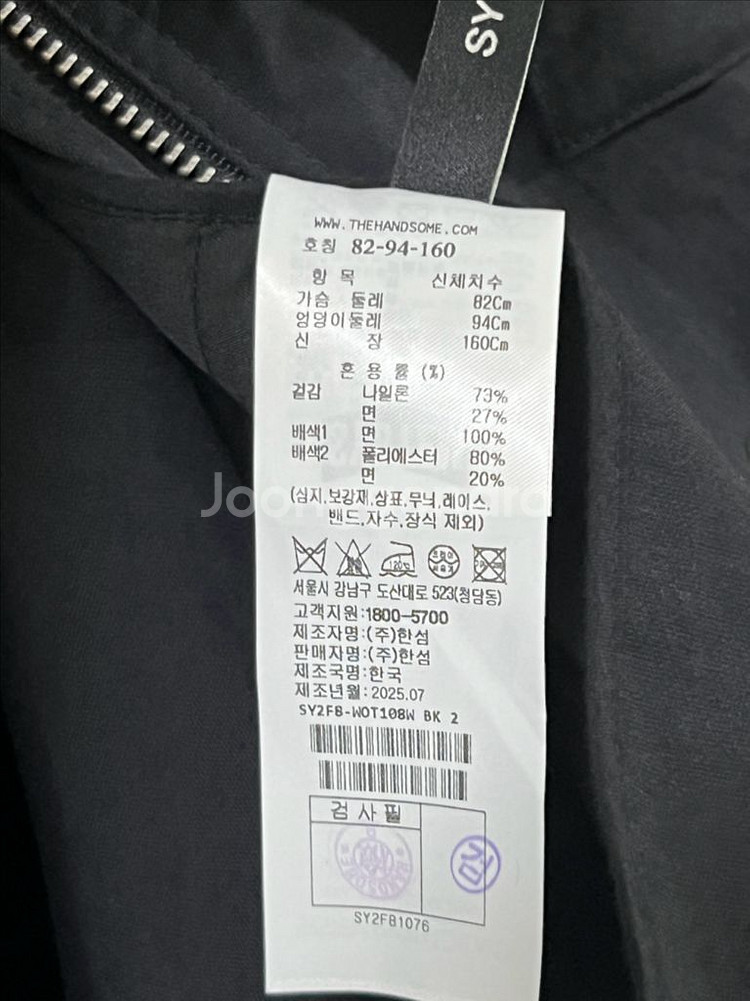 SY
WWW.THEHANDSOME.COM
호칭 82-94-160
항 목 신체치수
가슴 둘레 82Cm
엉덩이둘레 94Cm
신 장 160Cm
혼 용 률 (%)
겉감 나일론 73%
면 27%
배색1 면 100%
배색2 폴리에스터 80%
면 20%
(심지,보강재,상표,무늬,레이스,
밴드,자수,장식 제외)
120℃
서울시 강남구 도산대로 523(청담동)
고객지원:1800-5700
제조자명:(주)한섬
판매자명:(주)한섬
제조국명:한국
제조년월:2025.07
SY2F8-WOT108W BK 2
검사필
SY2FB1076